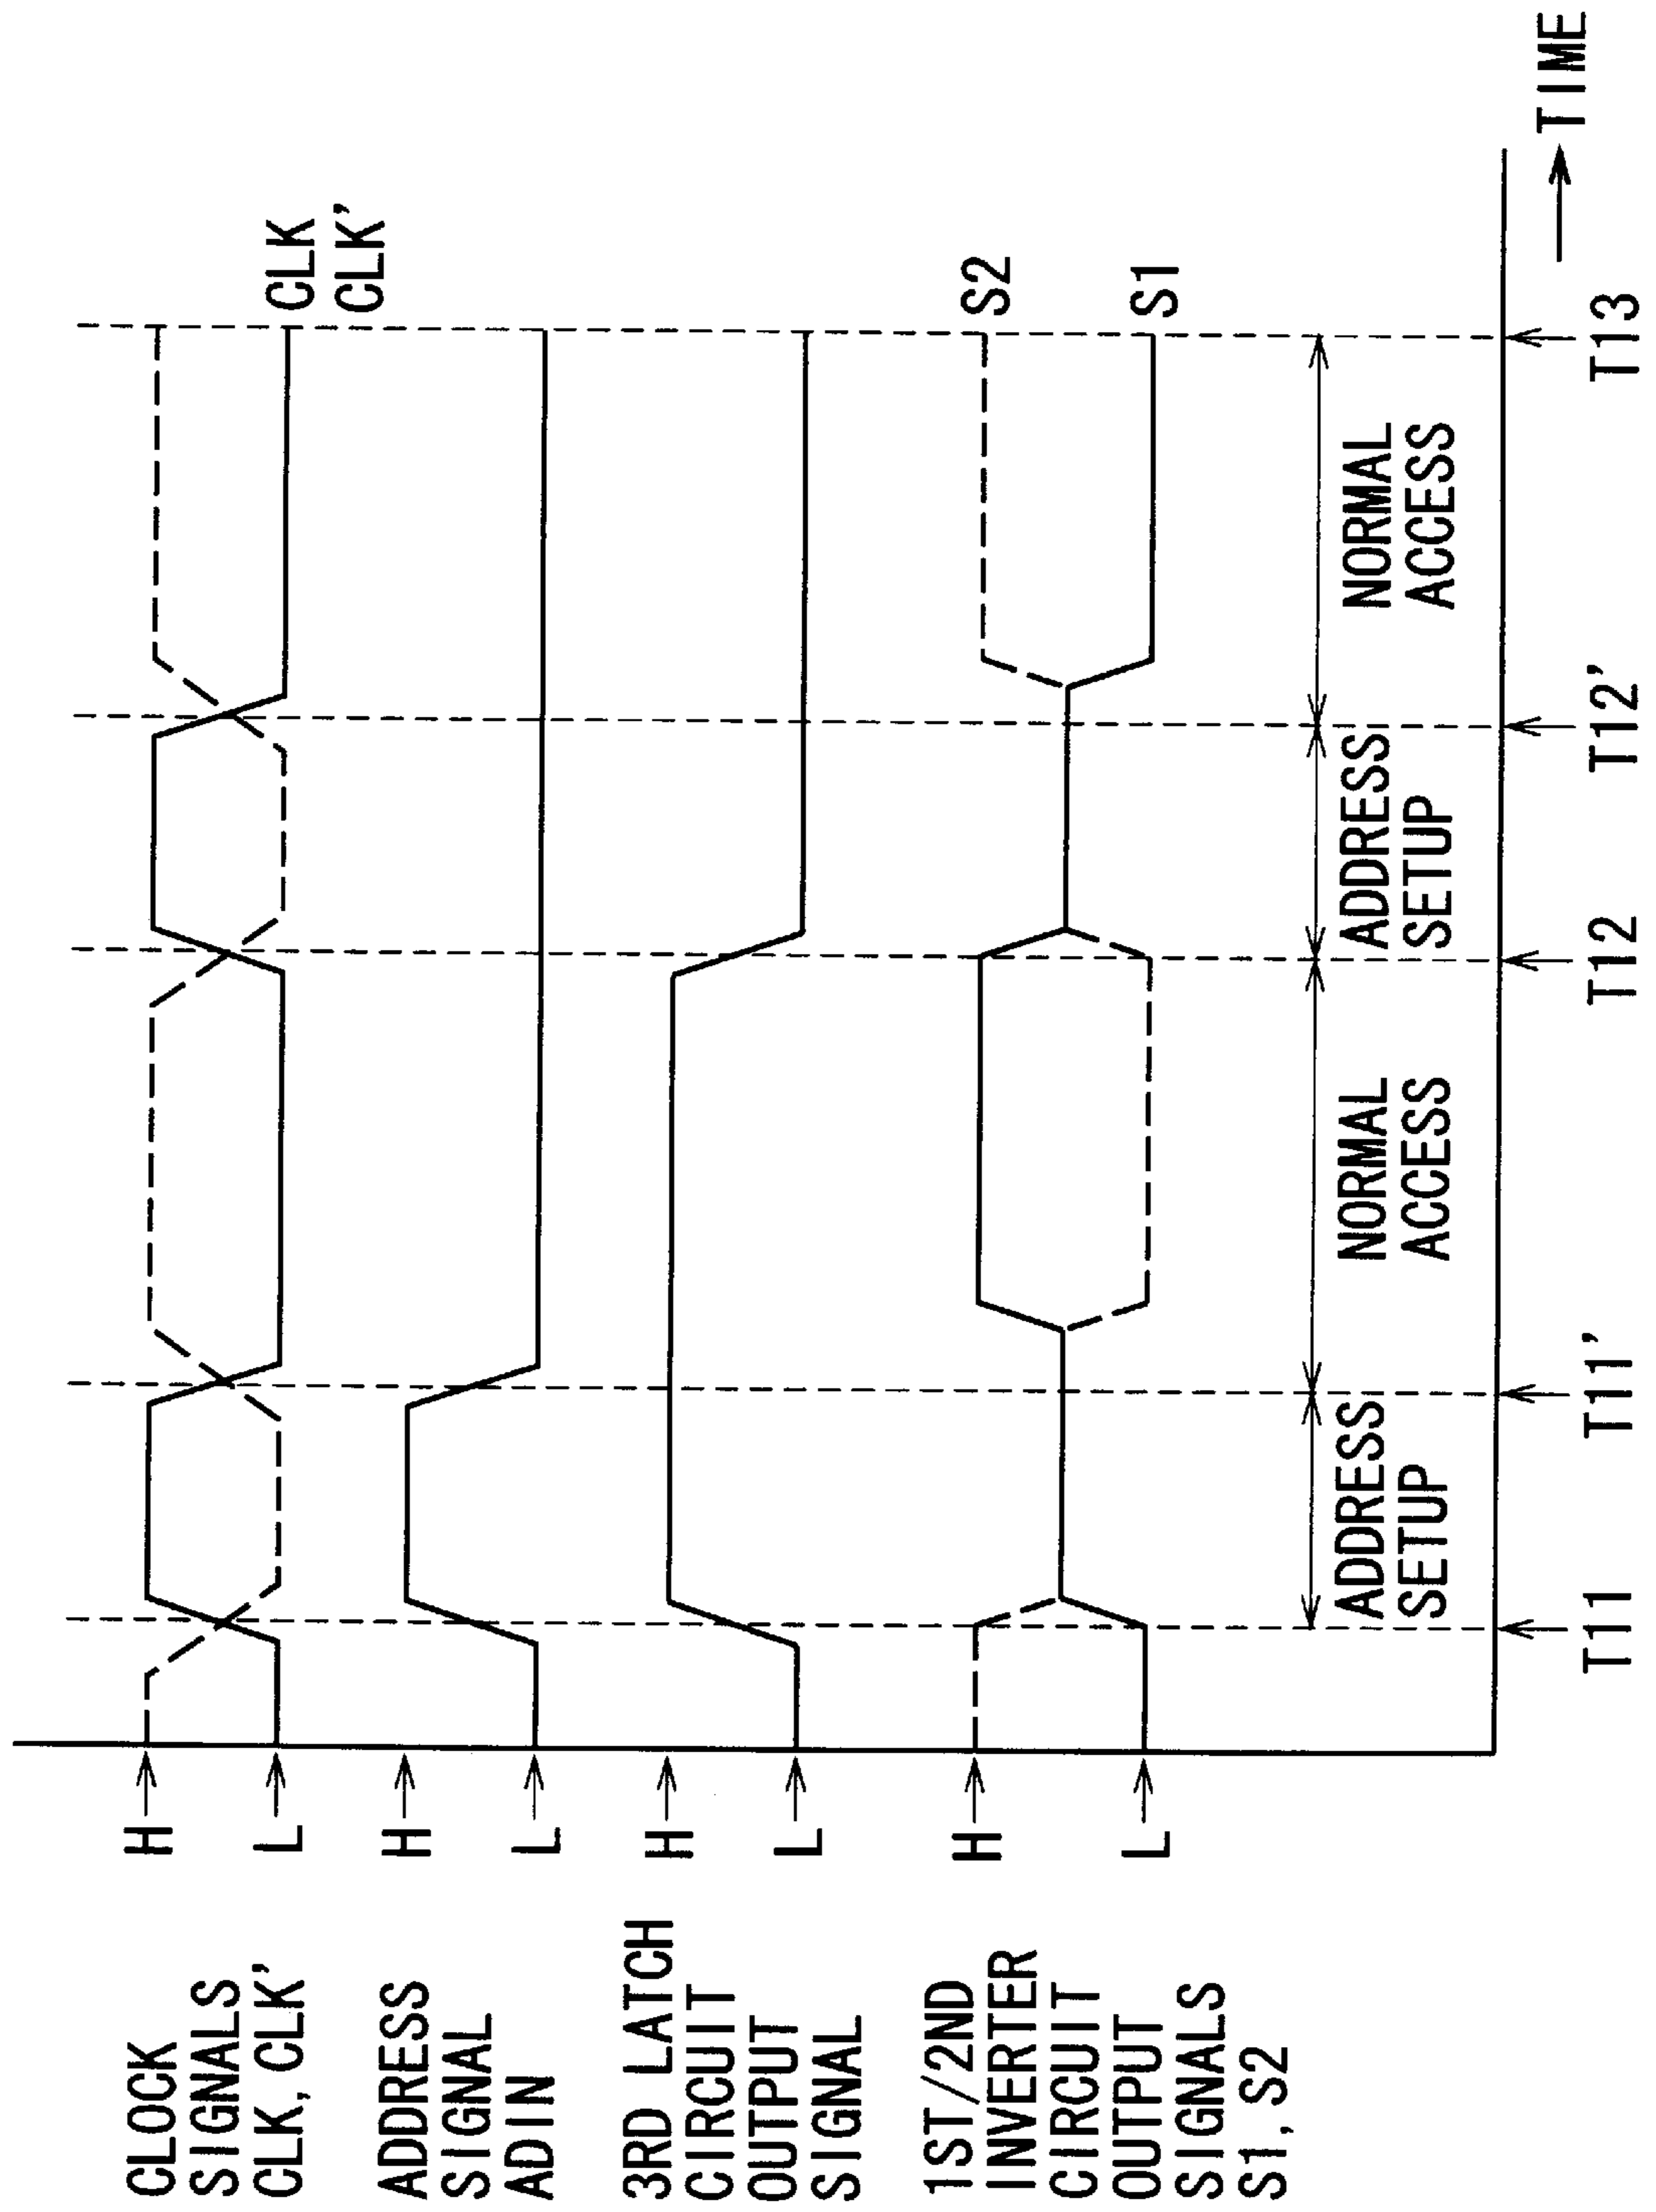 CLOCK
SIGNALS
CLK, CLK'
H
L
CLK
CLK'
ADDRESS
SIGNAL
ADIN
H
L
3RD LATCH
CIRCUIT
OUTPUT
SIGNAL
H
L
1ST/2ND
INVERTER
CIRCUIT
OUTPUT
SIGNALS
S1, S2
H
L
S2
S1
ADDRESS
SETUP
NORMAL
ACCESS
ADDRESS
SETUP
NORMAL
ACCESS
T11
T11'
T12
T12'
T13
TIME